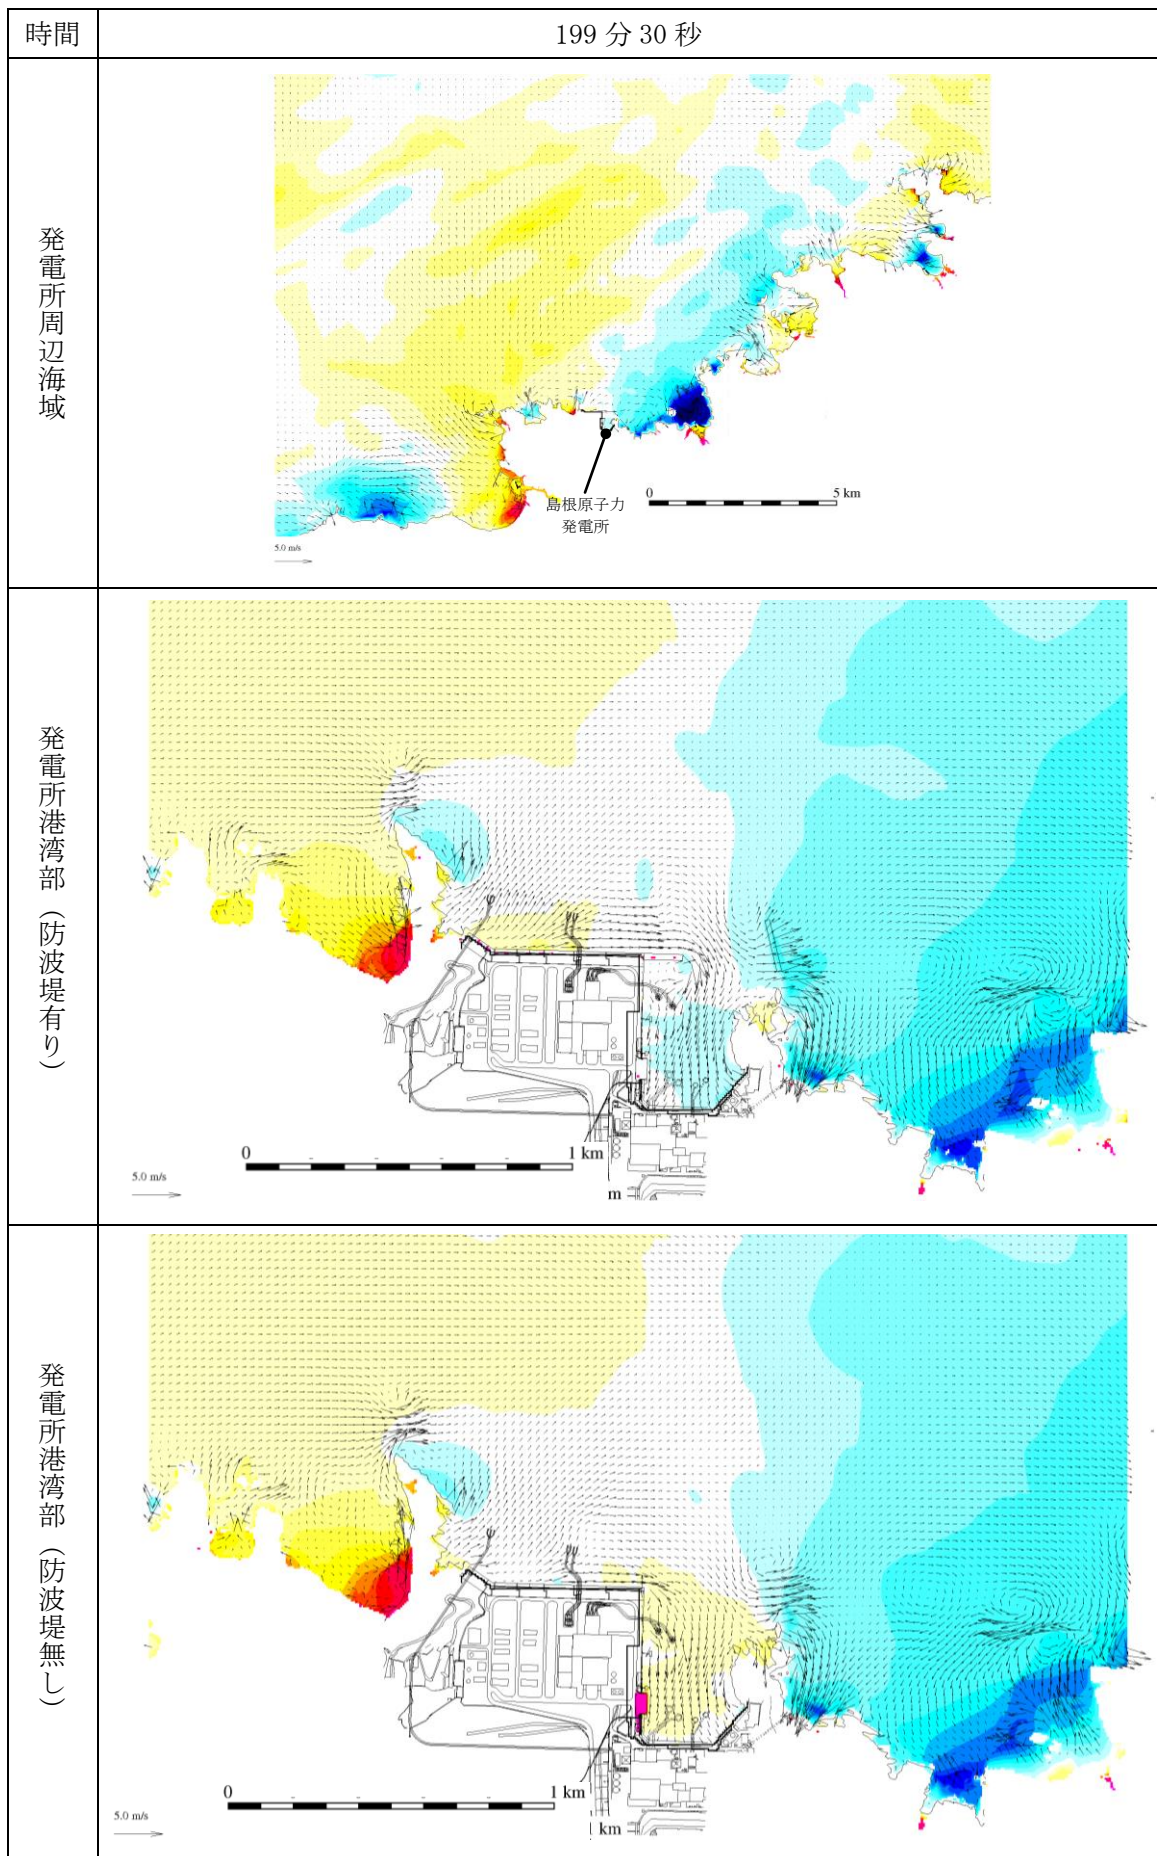 時間
199 分 30 秒
発電所周辺海域
島根原子力
発電所
0
5 km
5.0 m/s
発電所港湾部（防波堤有り）
0
1 km
5.0 m/s
m
発電所港湾部（防波堤無し）
0
1 km
5.0 m/s
km